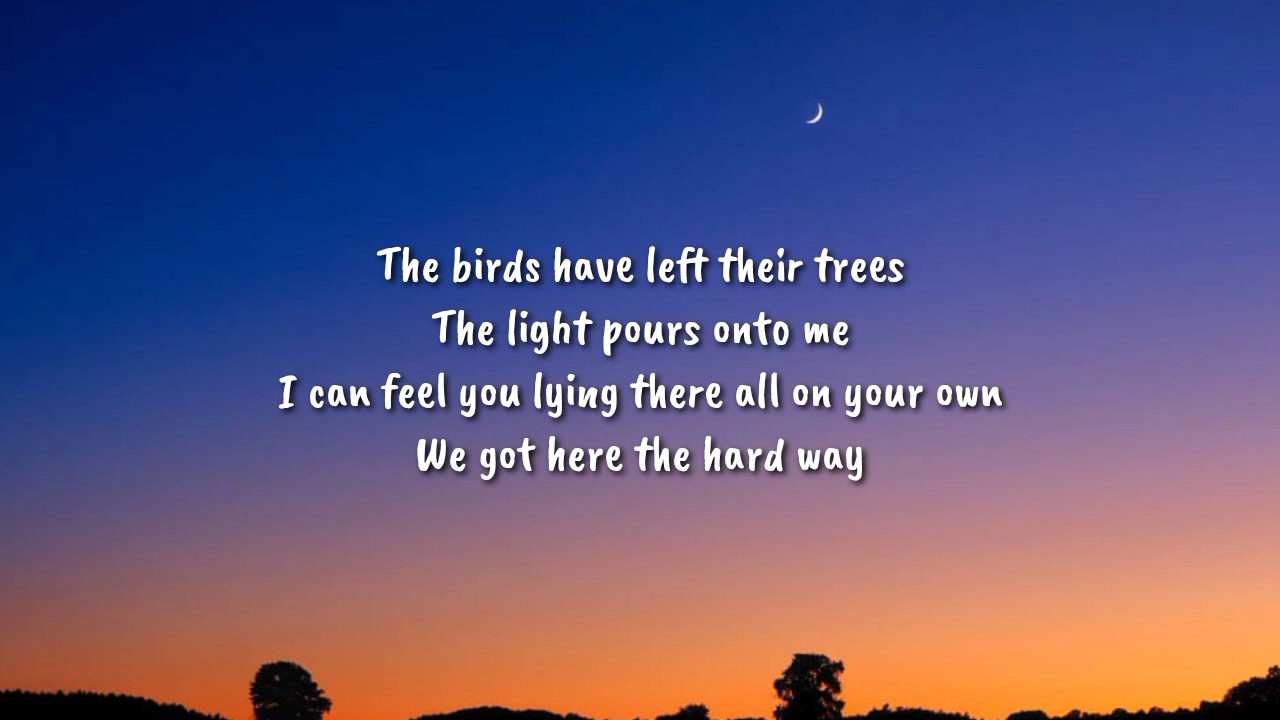 The birds have left their trees
The light pours onto me
I can feel you lying there all on your own
We got here the hard way